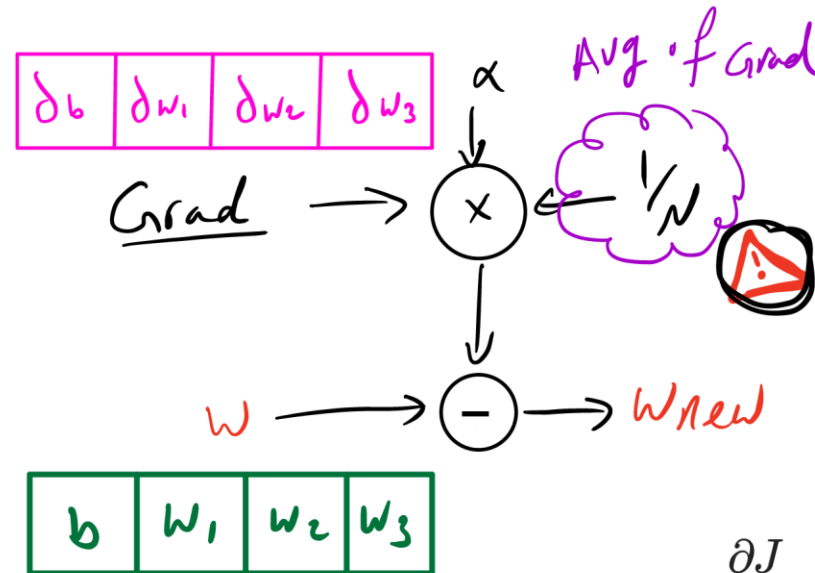 Avg of Grad
α
∂b ∂w₁ ∂w₂ ∂w₃
Grad
×
1/N
!
w
−
wnew
b w₁ w₂ w₃
∂J